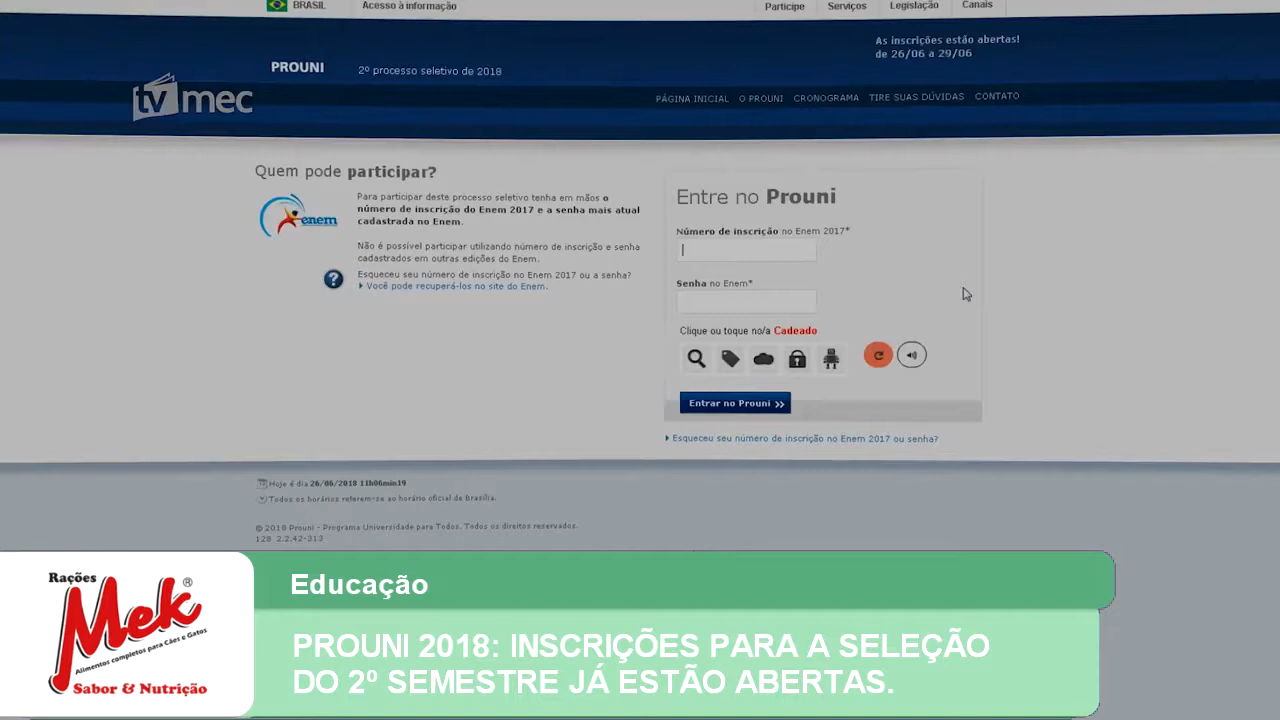 BRASIL
Acesso à informação
Participe
Serviços
Legislação
Canais
As inscrições estão abertas!
de 26/06 a 29/06
PROUNI
2º processo seletivo de 2018
tv mec
PÁGINA INICIAL
O PROUNI
CRONOGRAMA
TIRE SUAS DÚVIDAS
CONTATO
Quem pode participar?
enem
Para participar deste processo seletivo tenha em mãos o
número de inscrição do Enem 2017 e a senha mais atual
cadastrada no Enem.
Não é possível participar utilizando número de inscrição e senha
cadastrados em outras edições do Enem.
?
Esqueceu seu número de inscrição no Enem 2017 ou a senha?
Você pode recuperá-los no site do Enem.
Entre no Prouni
Número de inscrição no Enem 2017*
Senha no Enem*
Clique ou toque no/a Cadeado
Entrar no Prouni
Esqueceu seu número de inscrição no Enem 2017 ou senha?
Hoje é dia 26/06/2018 11h06min19
Todos os horários referem-se ao horário oficial de Brasília.
© 2018 Prouni - Programa Universidade para Todos. Todos os direitos reservados.
129 2.2.42-313
Rações
Mek®
Alimentos completos para Cães e Gatos
Sabor & Nutrição
Educação
PROUNI 2018: INSCRIÇÕES PARA A SELEÇÃO
DO 2º SEMESTRE JÁ ESTÃO ABERTAS.